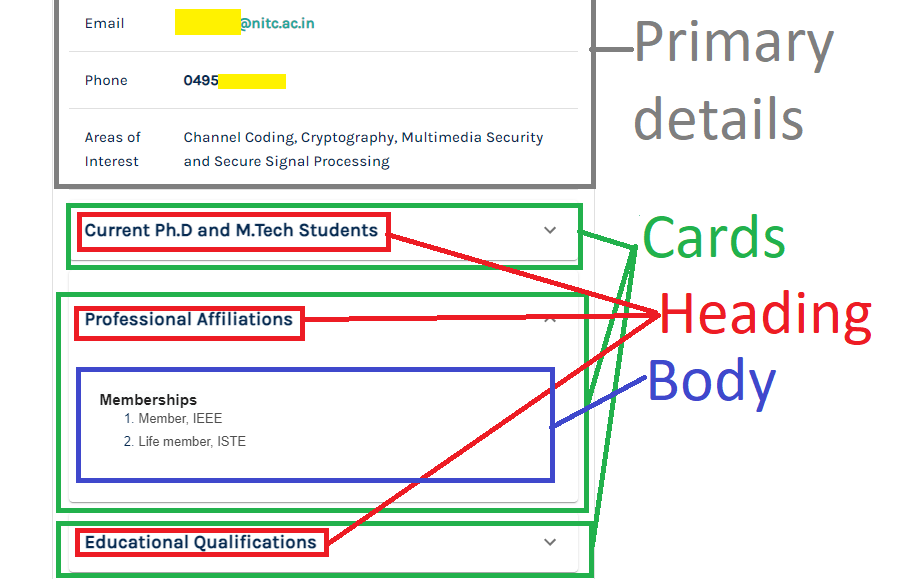 Email @nitc.ac.in
Phone 0495
Areas of Interest Channel Coding, Cryptography, Multimedia Security and Secure Signal Processing
Primary details
Current Ph.D and M.Tech Students
Cards
Professional Affiliations
Heading
Body
Memberships
1. Member, IEEE
2. Life member, ISTE
Educational Qualifications